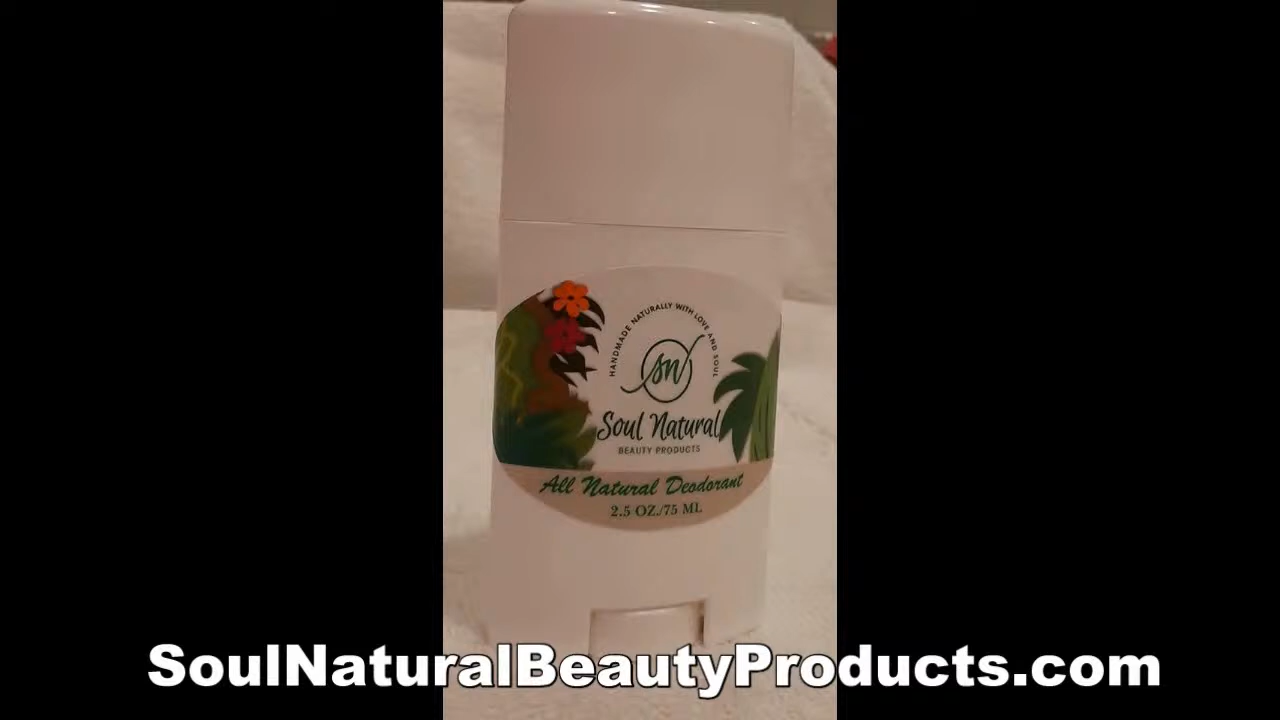 HANDMADE NATURALLY WITH LOVE AND SOUL
SN
Soul Natural
BEAUTY PRODUCTS
All Natural Deodorant
2.5 OZ./75 ML
SoulNaturalBeautyProducts.com